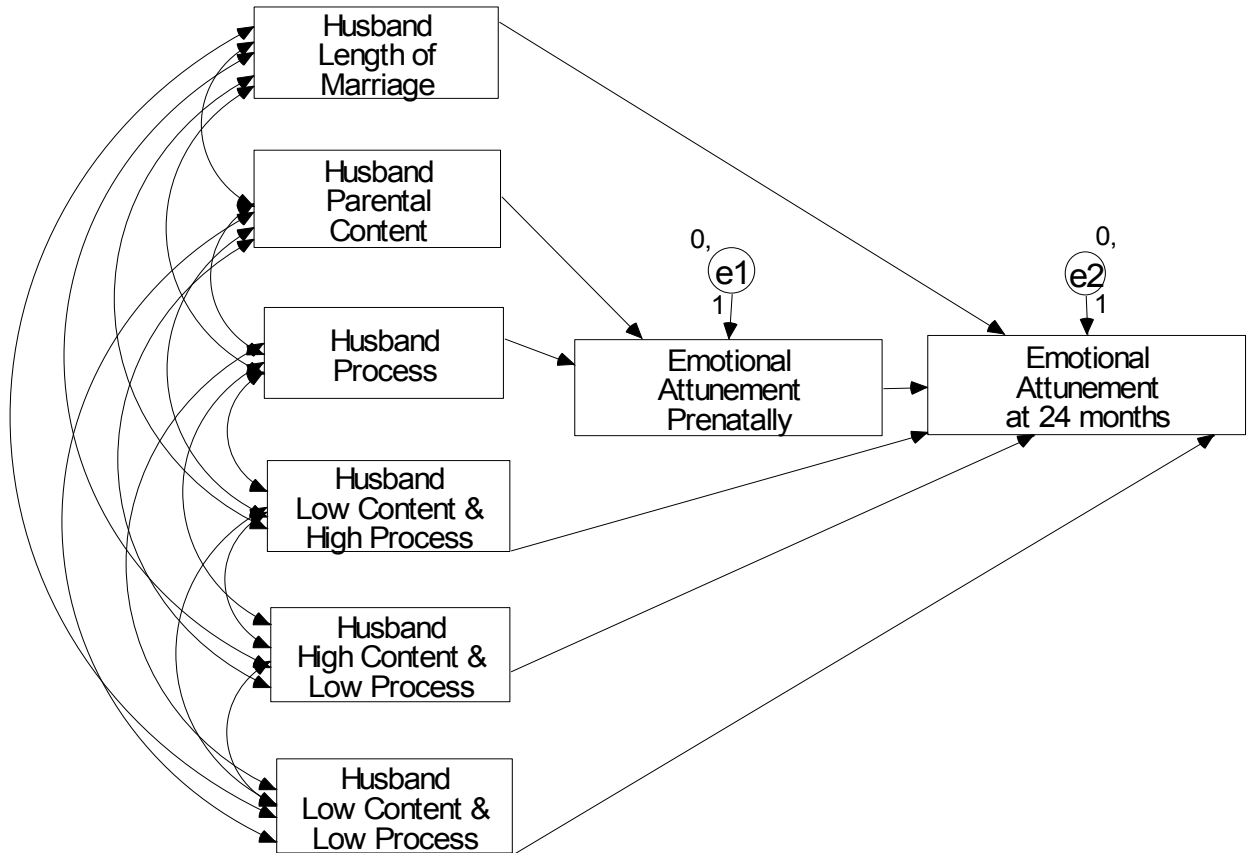 Husband
Length of
Marriage
Husband
Parental
Content
0,
e1
1
0,
e2
1
Husband
Process
Emotional
Attunement
Prenatally
Emotional
Attunement
at 24 months
Husband
Low Content &
High Process
Husband
High Content &
Low Process
Husband
Low Content &
Low Process